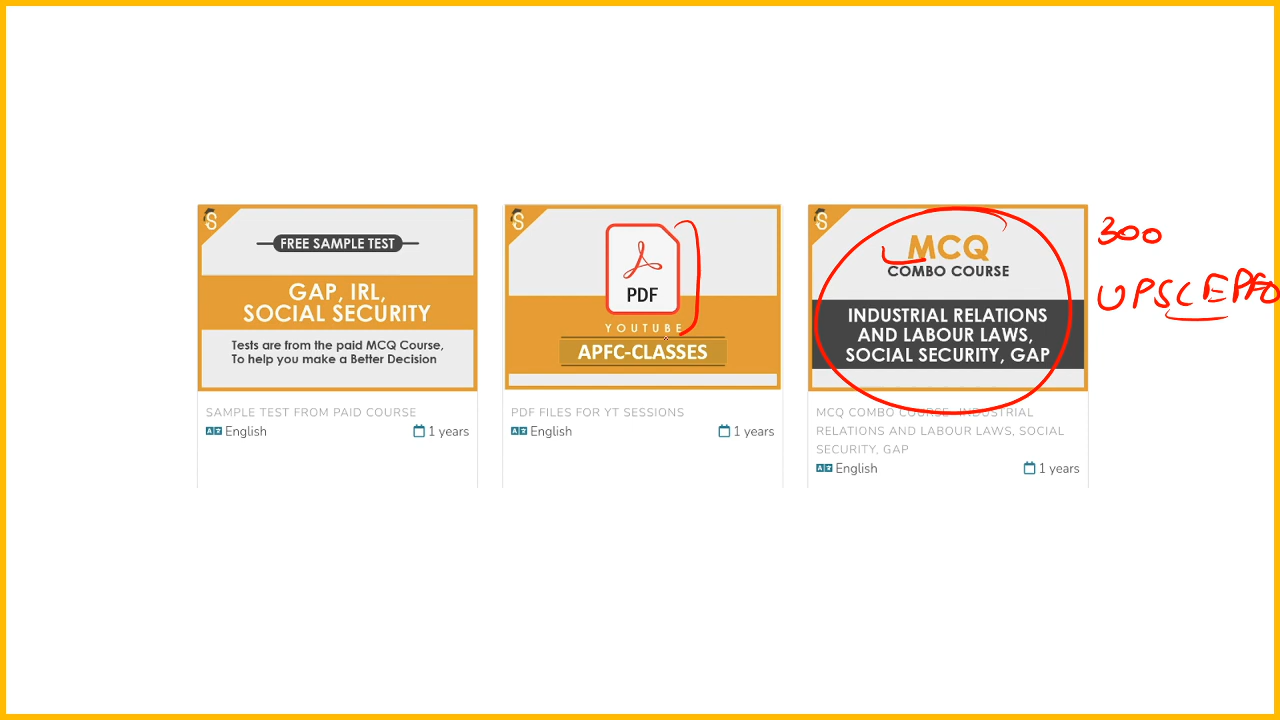 FREE SAMPLE TEST
GAP, IRL,
SOCIAL SECURITY
Tests are from the paid MCQ Course,
To help you make a Better Decision
SAMPLE TEST FROM PAID COURSE
English
1 years
PDF
YOUTUBE
APFC-CLASSES
PDF FILES FOR YT SESSIONS
English
1 years
MCQ
COMBO COURSE
INDUSTRIAL RELATIONS
AND LABOUR LAWS,
SOCIAL SECURITY, GAP
MCQ COMBO COURSE- INDUSTRIAL
RELATIONS AND LABOUR LAWS, SOCIAL
SECURITY, GAP
English
1 years
300
UPSC EPFO